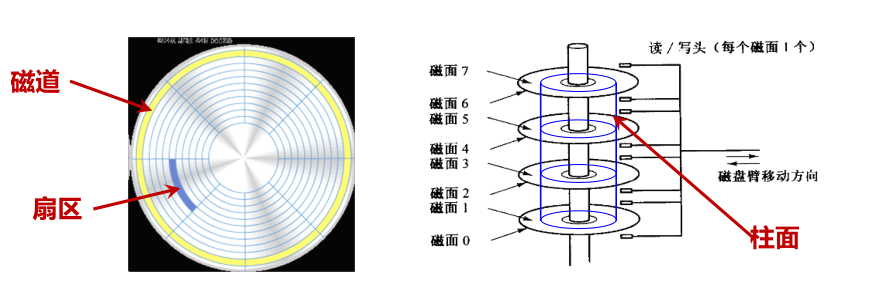 磁道
扇区
读/写头(每个磁面1个)
磁面7
磁面6
磁面5
磁面4
磁面3
磁面2
磁面1
磁面0
磁盘臂移动方向
柱面